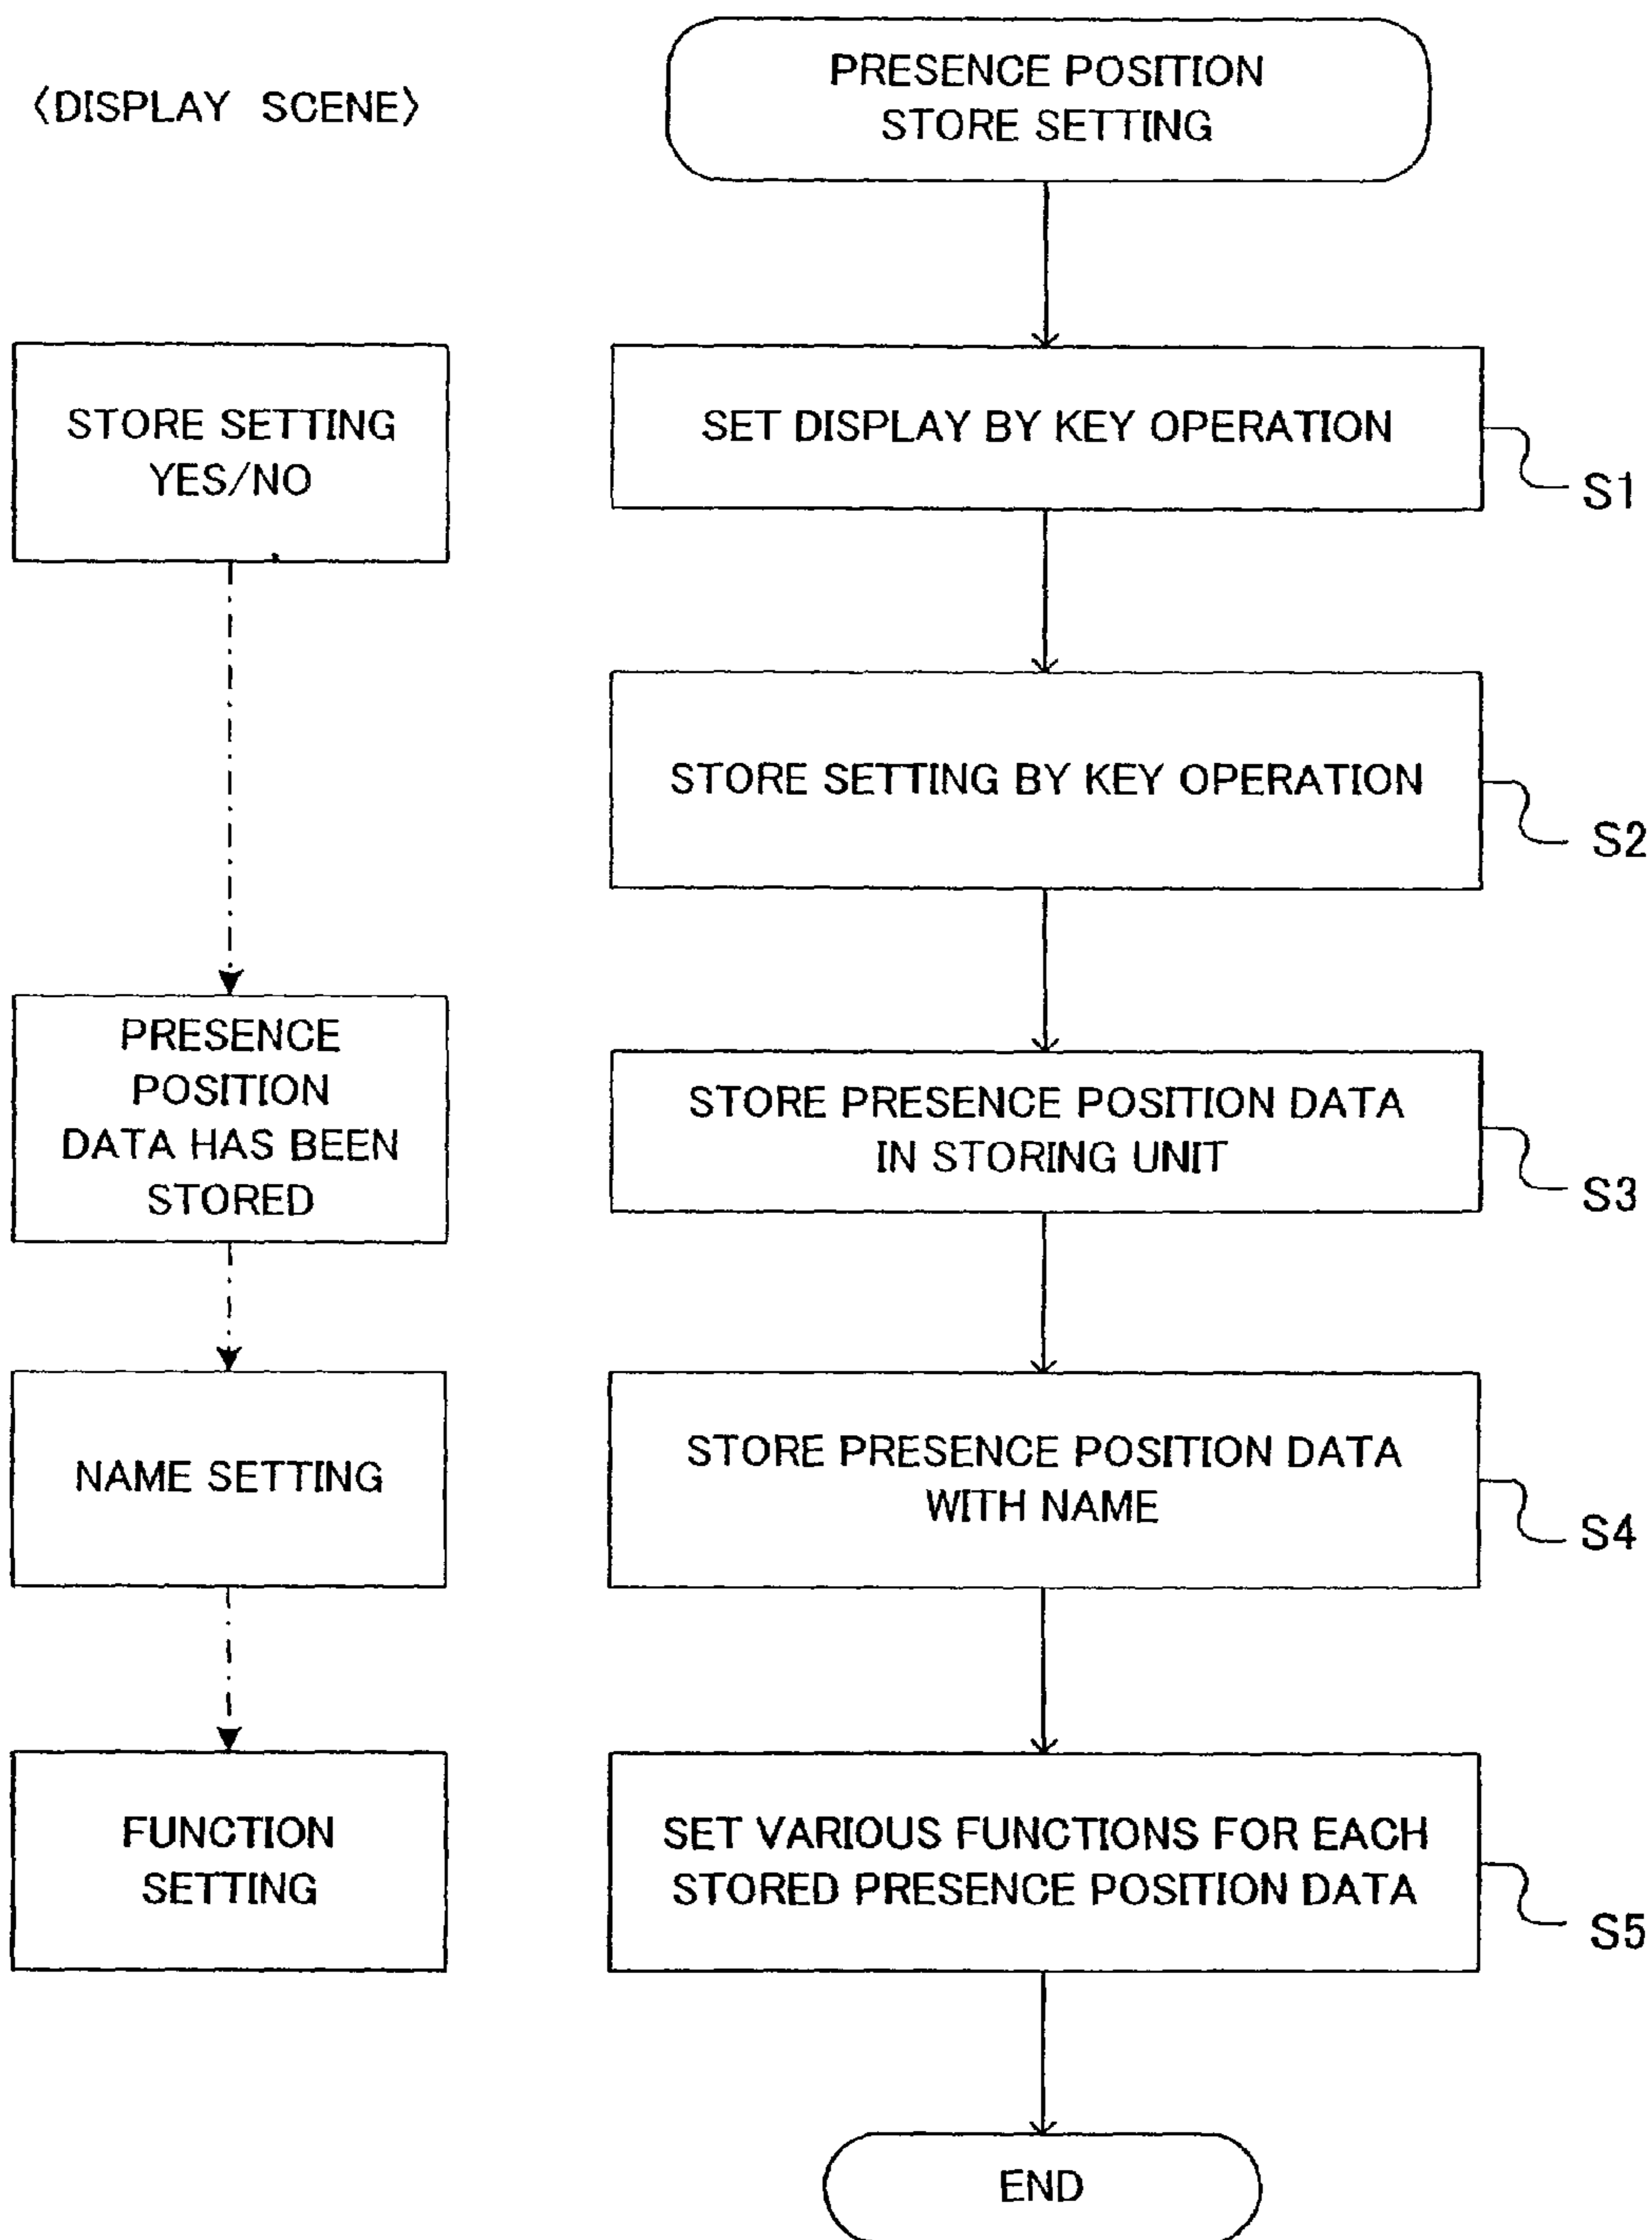 〈DISPLAY SCENE〉
PRESENCE POSITION
STORE SETTING
STORE SETTING
YES/NO
SET DISPLAY BY KEY OPERATION
S1
STORE SETTING BY KEY OPERATION
S2
PRESENCE
POSITION
DATA HAS BEEN
STORED
STORE PRESENCE POSITION DATA
IN STORING UNIT
S3
NAME SETTING
STORE PRESENCE POSITION DATA
WITH NAME
S4
FUNCTION
SETTING
SET VARIOUS FUNCTIONS FOR EACH
STORED PRESENCE POSITION DATA
S5
END